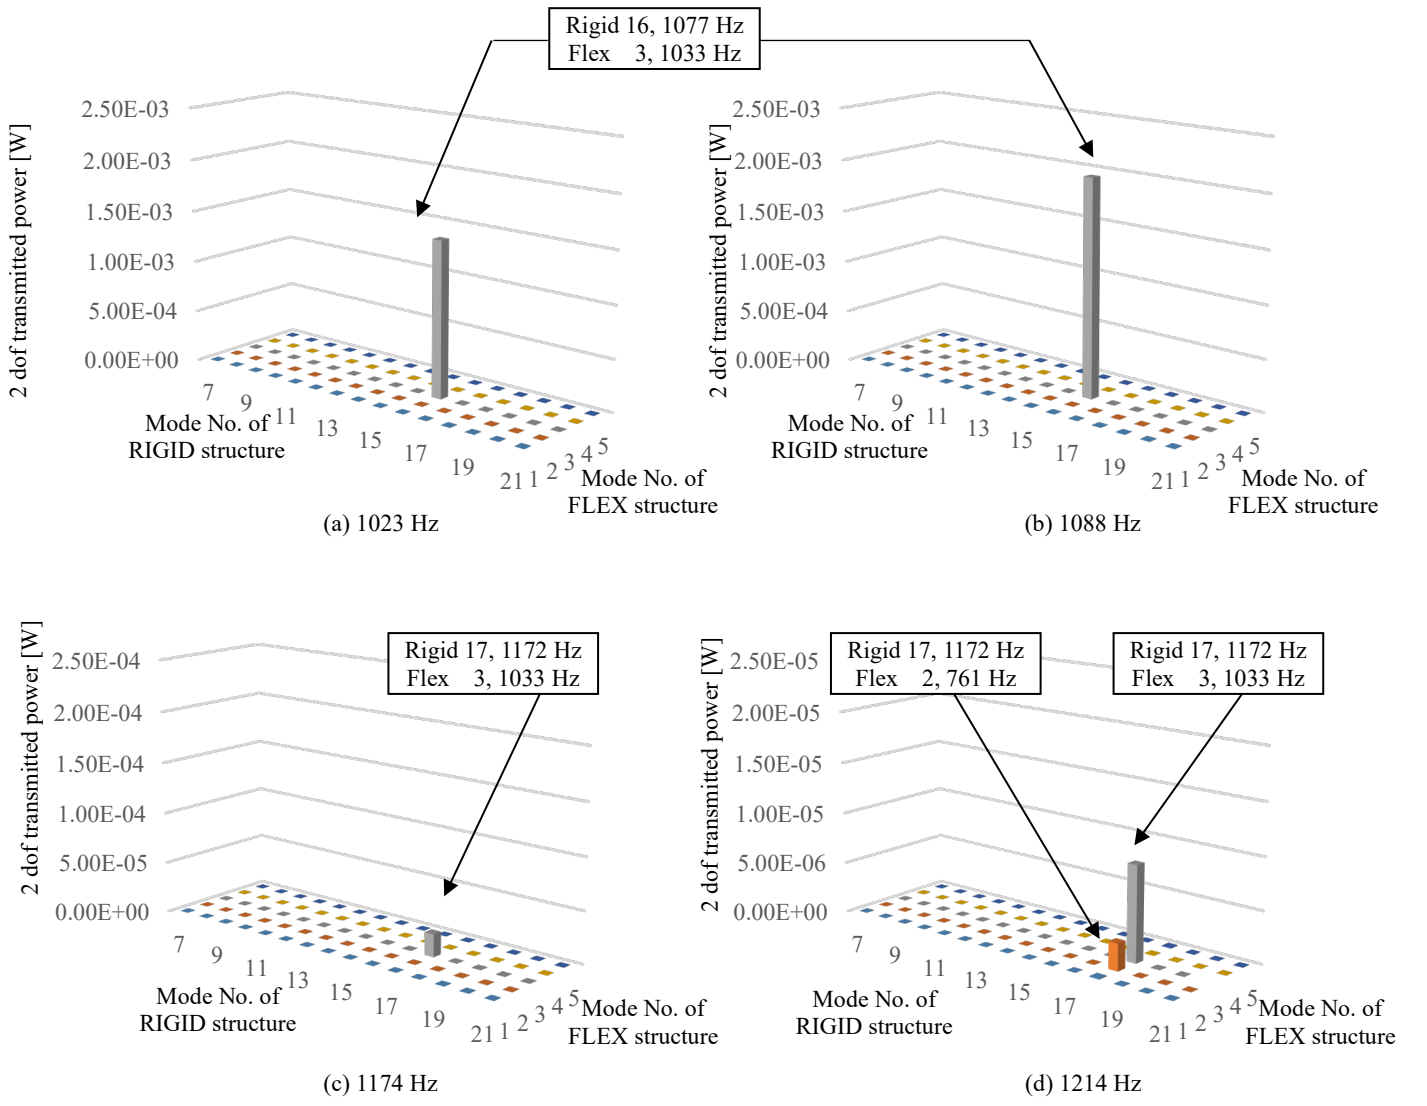 Rigid 16, 1077 Hz
Flex 3, 1033 Hz
2 dof transmitted power [W]
2.50E-03
2.00E-03
1.50E-03
1.00E-03
5.00E-04
0.00E+00
7
9
11
13
15
17
19
21
1
2
3
4
5
Mode No. of
RIGID structure
Mode No. of
FLEX structure
(a) 1023 Hz
2 dof transmitted power [W]
2.50E-03
2.00E-03
1.50E-03
1.00E-03
5.00E-04
0.00E+00
7
9
11
13
15
17
19
21
1
2
3
4
5
Mode No. of
RIGID structure
Mode No. of
FLEX structure
(b) 1088 Hz
Rigid 17, 1172 Hz
Flex 3, 1033 Hz
2 dof transmitted power [W]
2.50E-04
2.00E-04
1.50E-04
1.00E-04
5.00E-05
0.00E+00
7
9
11
13
15
17
19
21
1
2
3
4
5
Mode No. of
RIGID structure
Mode No. of
FLEX structure
(c) 1174 Hz
Rigid 17, 1172 Hz
Flex 2, 761 Hz
Rigid 17, 1172 Hz
Flex 3, 1033 Hz
2 dof transmitted power [W]
2.50E-05
2.00E-05
1.50E-05
1.00E-05
5.00E-06
0.00E+00
7
9
11
13
15
17
19
21
1
2
3
4
5
Mode No. of
RIGID structure
Mode No. of
FLEX structure
(d) 1214 Hz